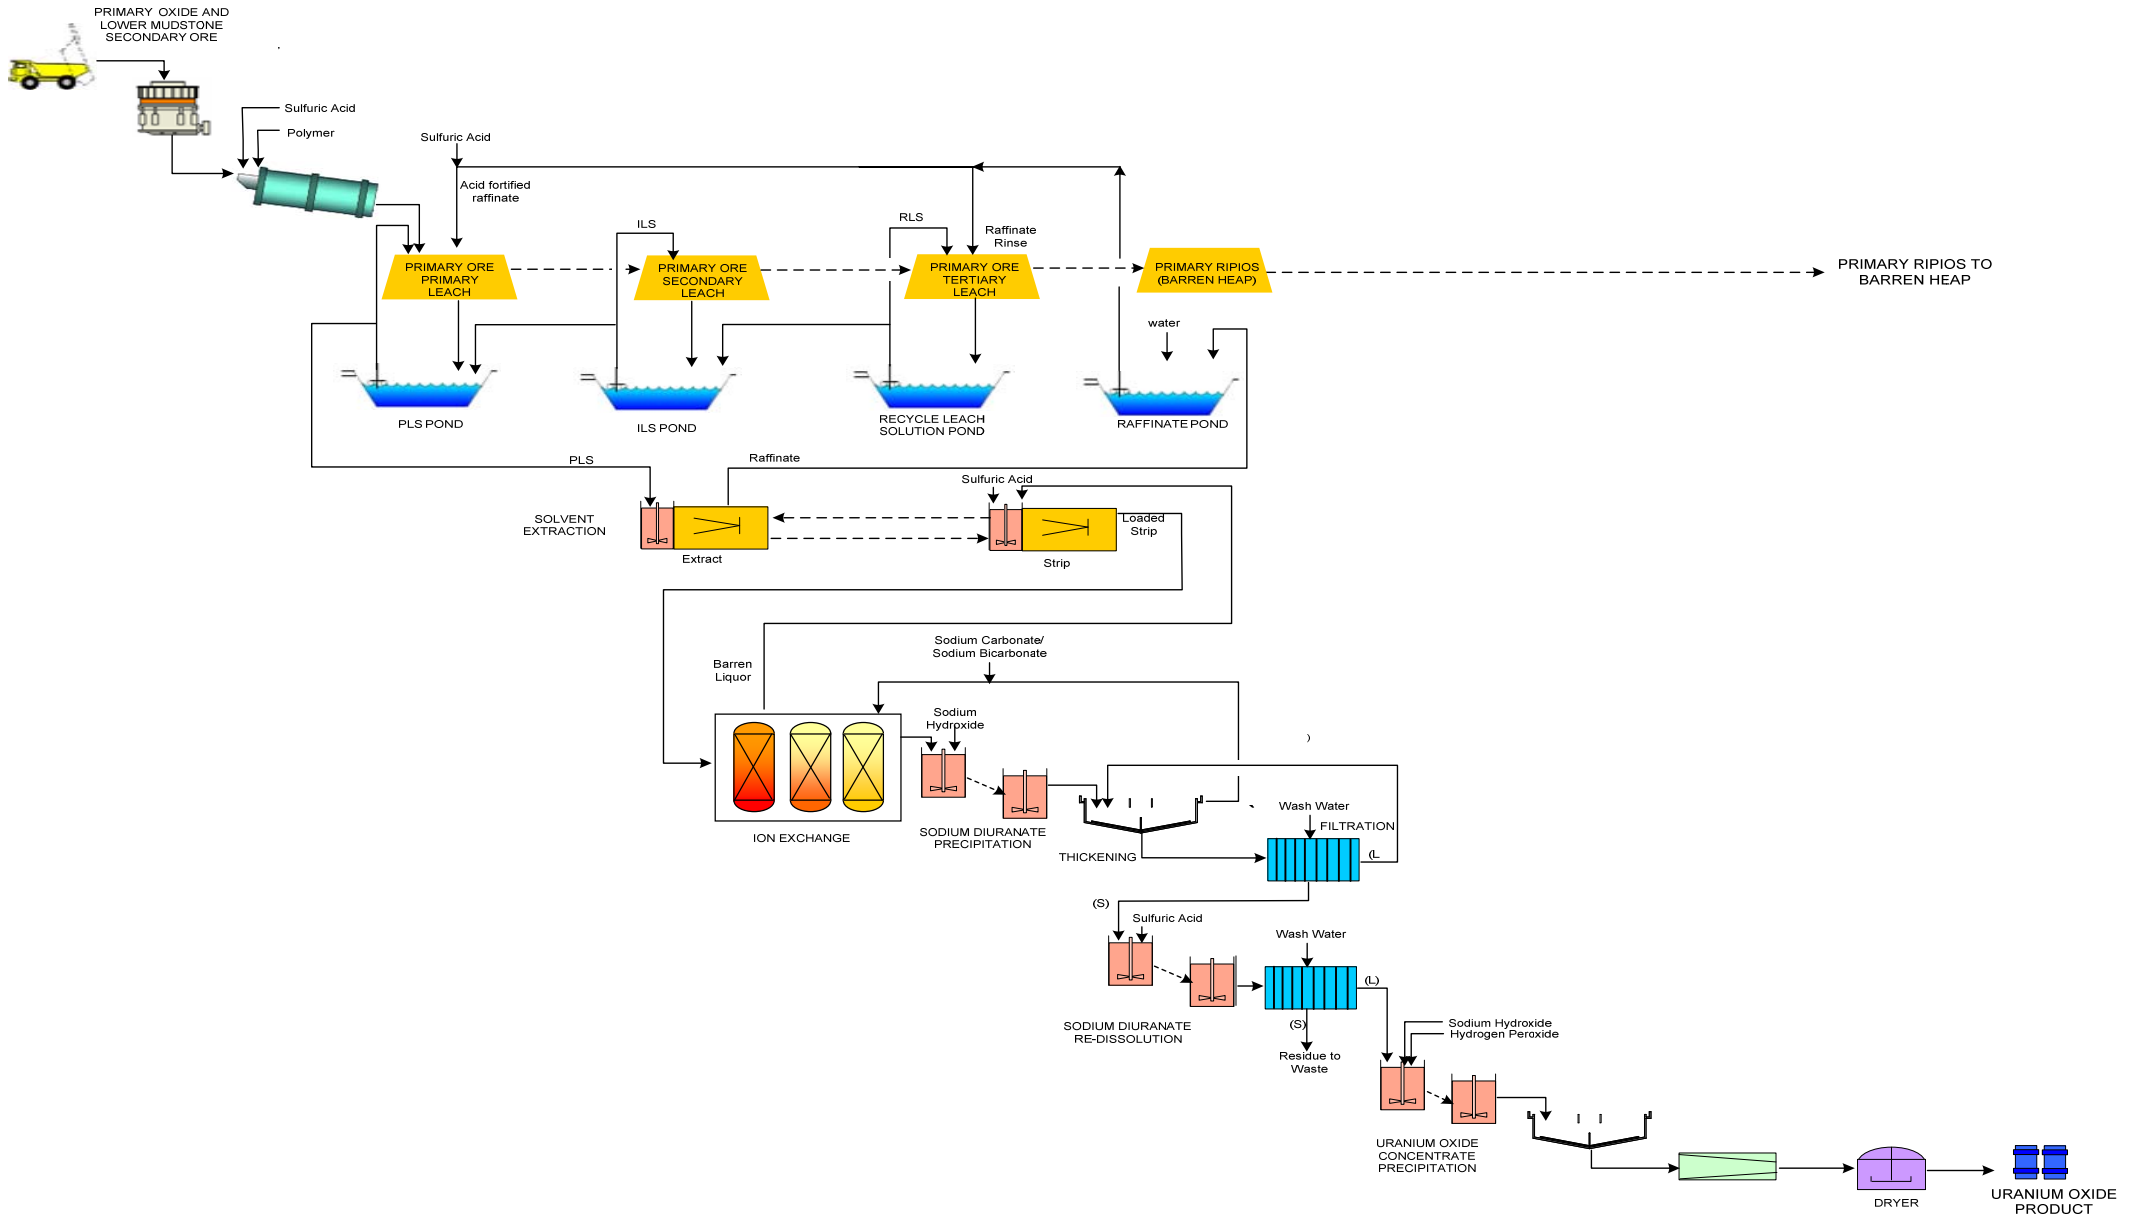 PRIMARY OXIDE AND
LOWER MUDSTONE
SECONDARY ORE
Sulfuric Acid
Polymer
Sulfuric Acid
Acid fortified
raffinate
ILS
RLS
Raffinate
Rinse
PRIMARY ORE
PRIMARY
LEACH
PRIMARY ORE
SECONDARY
LEACH
PRIMARY ORE
TERTIARY
LEACH
PRIMARY RIPIOS
(BARREN HEAP)
PRIMARY RIPIOS TO
BARREN HEAP
water
PLS POND
ILS POND
RECYCLE LEACH
SOLUTION POND
RAFFINATE POND
PLS
Raffinate
Sulfuric Acid
SOLVENT
EXTRACTION
Loaded
Strip
Extract
Strip
Sodium Carbonate/
Sodium Bicarbonate
Barren
Liquor
Sodium
Hydroxide
)
ION EXCHANGE
SODIUM DIURANATE
PRECIPITATION
Wash Water
FILTRATION
THICKENING
(L
(S)
Sulfuric Acid
Wash Water
(L)
SODIUM DIURANATE
RE-DISSOLUTION
(S)
Residue to
Waste
Sodium Hydroxide
Hydrogen Peroxide
URANIUM OXIDE
CONCENTRATE
PRECIPITATION
DRYER
URANIUM OXIDE
PRODUCT